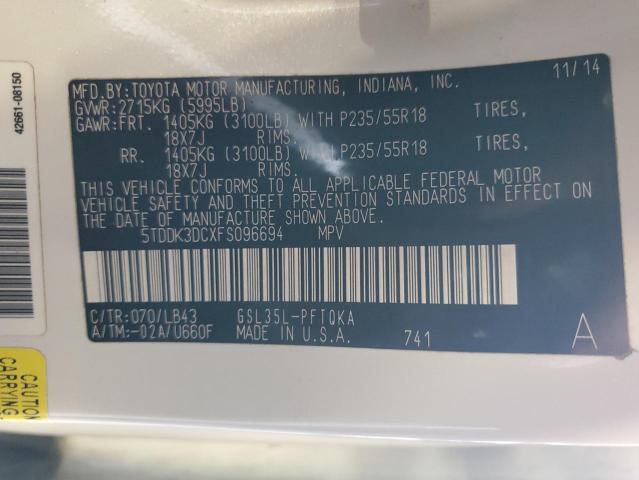 MFD.BY:TOYOTA MOTOR MANUFACTURING, INDIANA, INC. 11/14
GVWR:2715KG (5995LB)
GAWR:FRT. 1405KG (3100LB) WITH P235/55R18 TIRES,
18X7J RIMS.
RR. 1405KG (3100LB) WITH P235/55R18 TIRES,
18X7J RIMS.
THIS VEHICLE CONFORMS TO ALL APPLICABLE FEDERAL MOTOR
VEHICLE SAFETY AND THEFT PREVENTION STANDARDS IN EFFECT ON
THE DATE OF MANUFACTURE SHOWN ABOVE.
5TDDK3DCXFS096694 MPV
C/TR:070/LB43 GSL35L-PFTQKA
A/TM:-02A/U660F MADE IN U.S.A. 741 A
42661-08150
CAUTION
CARRYING